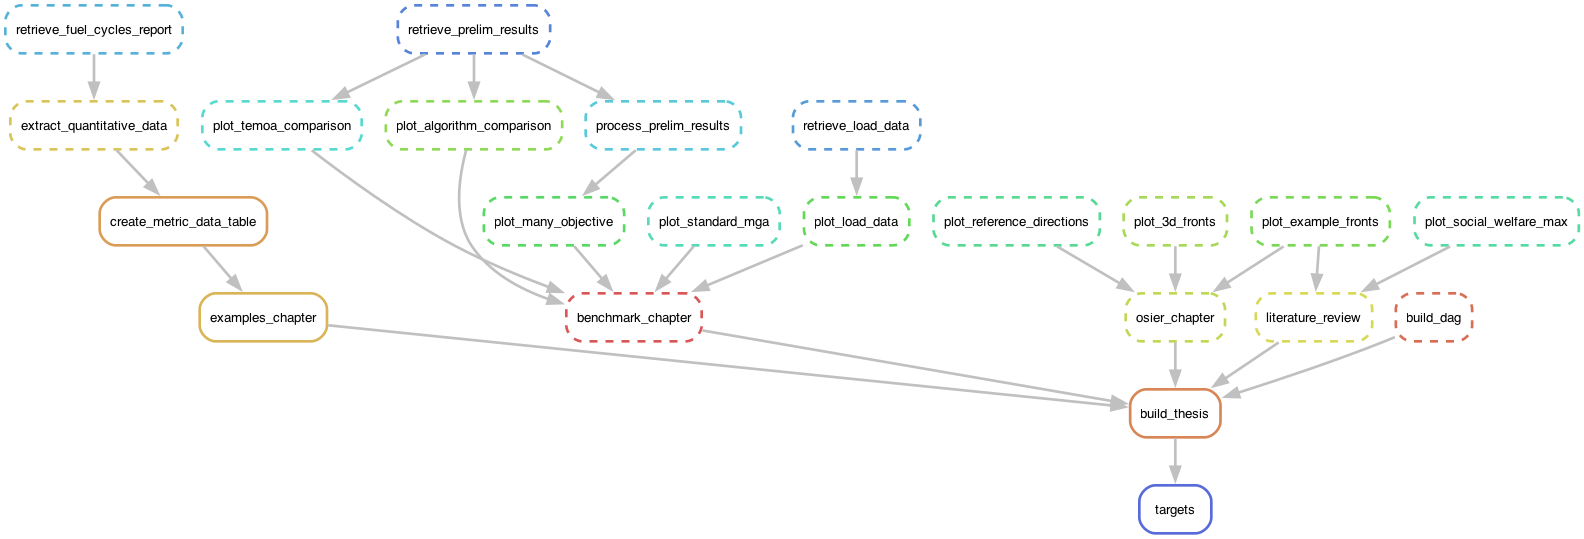 retrieve_fuel_cycles_report
retrieve_prelim_results
extract_quantitative_data
plot_temoa_comparison
plot_algorithm_comparison
process_prelim_results
retrieve_load_data
create_metric_data_table
plot_many_objective
plot_standard_mga
plot_load_data
plot_reference_directions
plot_3d_fronts
plot_example_fronts
plot_social_welfare_max
examples_chapter
benchmark_chapter
osier_chapter
literature_review
build_dag
build_thesis
targets